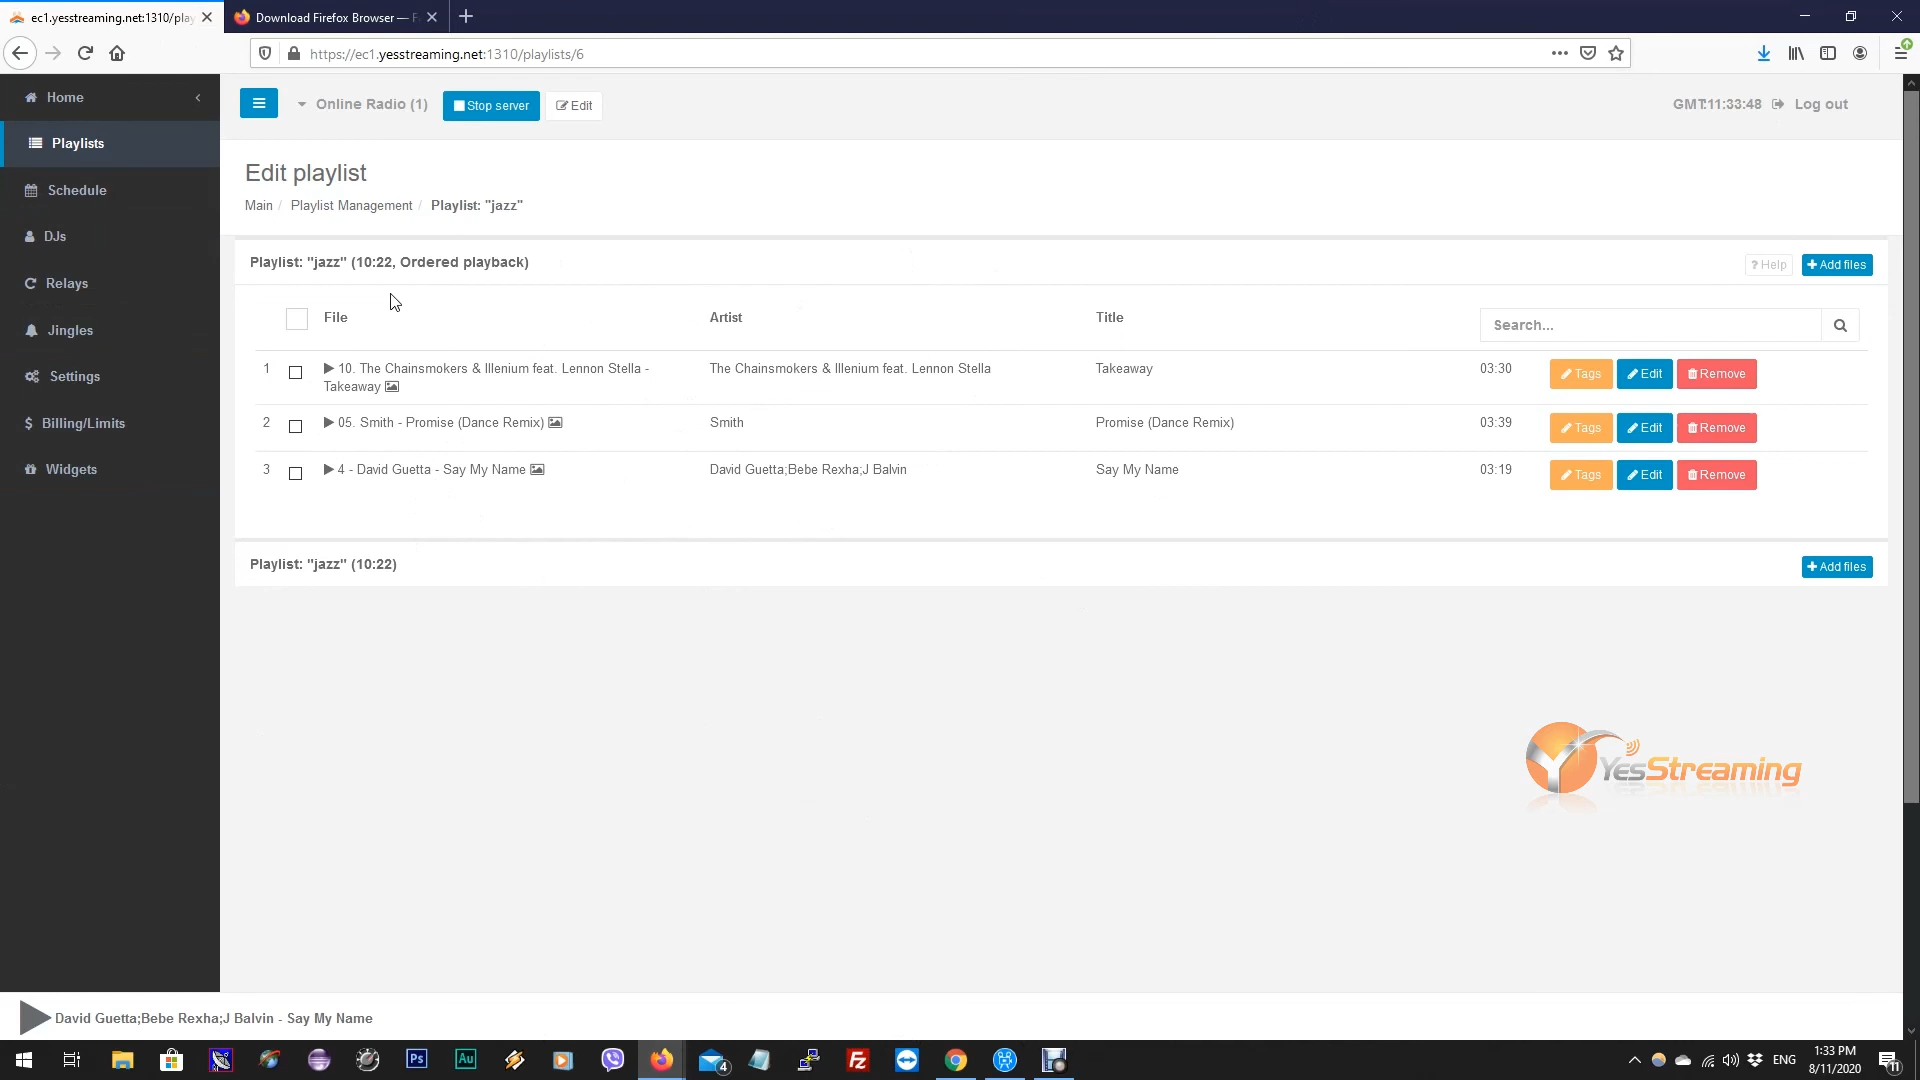 ec1.yesstreaming.net:1310/play
Download Firefox Browser — F
https://ec1.yesstreaming.net:1310/playlists/6
Home
Playlists
Schedule
DJs
Relays
Jingles
Settings
Billing/Limits
Widgets
Online Radio (1)
Stop server
Edit
GMT:11:33:48
Log out
Edit playlist
Main / Playlist Management / Playlist: "jazz"
Playlist: "jazz" (10:22, Ordered playback)
? Help
+ Add files
File Artist Title Search...
1 10. The Chainsmokers & Illenium feat. Lennon Stella - Takeaway The Chainsmokers & Illenium feat. Lennon Stella Takeaway 03:30 Tags Edit Remove
2 05. Smith - Promise (Dance Remix) Smith Promise (Dance Remix) 03:39 Tags Edit Remove
3 4 - David Guetta - Say My Name David Guetta;Bebe Rexha;J Balvin Say My Name 03:19 Tags Edit Remove
Playlist: "jazz" (10:22)
+ Add files
YesStreaming
David Guetta;Bebe Rexha;J Balvin - Say My Name
Ps
Au
4
Fz
ENG
1:33 PM
8/11/2020
11